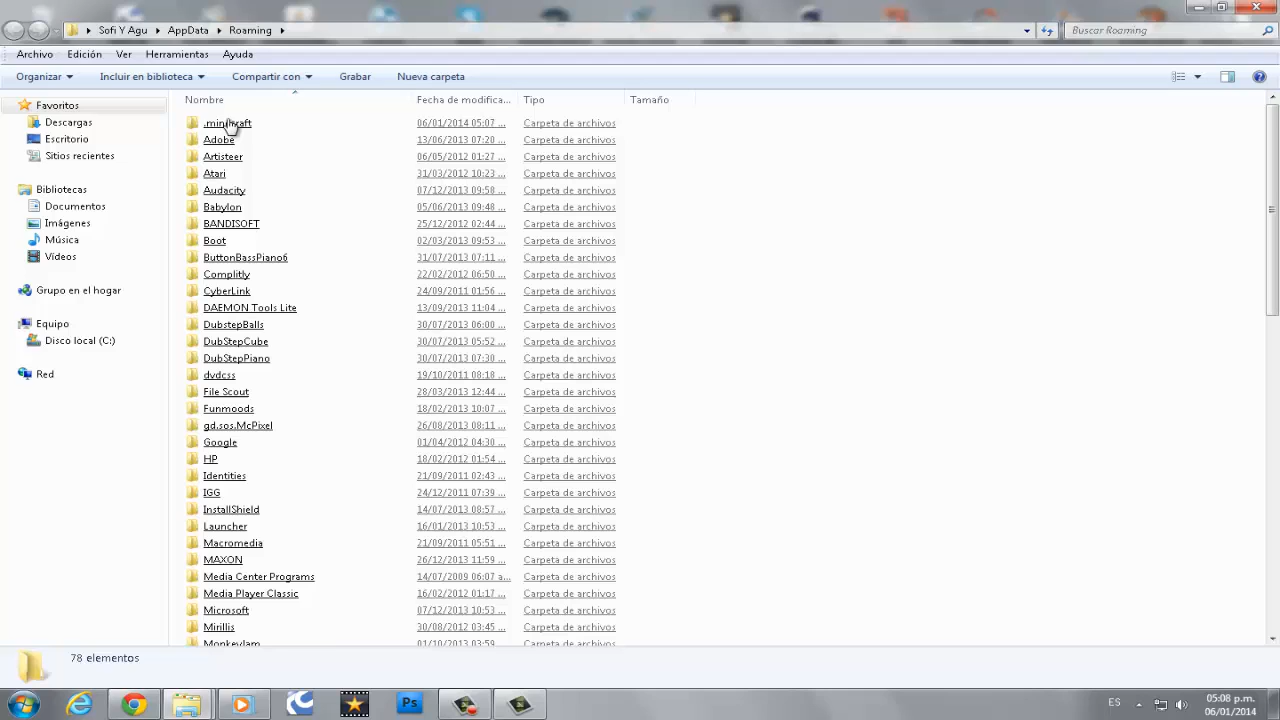 Sofi Y Agu ▸ AppData ▸ Roaming ▸ Buscar Roaming
Archivo Edición Ver Herramientas Ayuda
Organizar Incluir en biblioteca Compartir con Grabar Nueva carpeta
Favoritos
Descargas
Escritorio
Sitios recientes
Bibliotecas
Documentos
Imágenes
Música
Vídeos
Grupo en el hogar
Equipo
Disco local (C:)
Red
Nombre Fecha de modifica... Tipo Tamaño
.minecraft 06/01/2014 05:07 ... Carpeta de archivos
Adobe 13/06/2013 07:20 ... Carpeta de archivos
Artisteer 06/05/2012 01:27 ... Carpeta de archivos
Atari 31/03/2012 10:23 ... Carpeta de archivos
Audacity 07/12/2013 09:58 ... Carpeta de archivos
Babylon 05/06/2013 09:48 ... Carpeta de archivos
BANDISOFT 25/12/2012 02:44 ... Carpeta de archivos
Boot 02/03/2013 09:53 ... Carpeta de archivos
ButtonBassPiano6 31/07/2013 07:11 ... Carpeta de archivos
Complitly 22/02/2012 06:50 ... Carpeta de archivos
CyberLink 24/09/2011 01:56 ... Carpeta de archivos
DAEMON Tools Lite 13/09/2013 11:04 ... Carpeta de archivos
DubstepBalls 30/07/2013 06:00 ... Carpeta de archivos
DubStepCube 30/07/2013 05:52 ... Carpeta de archivos
DubStepPiano 30/07/2013 07:30 ... Carpeta de archivos
dvdcss 19/10/2011 08:18 ... Carpeta de archivos
File Scout 28/03/2013 12:44 ... Carpeta de archivos
Funmoods 18/02/2013 10:07 ... Carpeta de archivos
gd.sos.McPixel 26/08/2013 08:11 ... Carpeta de archivos
Google 01/04/2012 04:30 ... Carpeta de archivos
HP 18/02/2012 01:54 ... Carpeta de archivos
Identities 21/09/2011 02:43 ... Carpeta de archivos
IGG 24/12/2011 07:39 ... Carpeta de archivos
InstallShield 14/07/2013 08:57 ... Carpeta de archivos
Launcher 16/01/2013 10:53 ... Carpeta de archivos
Macromedia 21/09/2011 05:51 ... Carpeta de archivos
MAXON 26/12/2013 11:59 ... Carpeta de archivos
Media Center Programs 14/07/2009 06:07 a... Carpeta de archivos
Media Player Classic 16/02/2012 01:17 ... Carpeta de archivos
Microsoft 07/12/2013 10:53 ... Carpeta de archivos
Mirillis 30/08/2012 03:45 ... Carpeta de archivos
MonkeyJam 01/10/2013 03:59 ... Carpeta de archivos
78 elementos
Ps ES 05:08 p.m.
06/01/2014